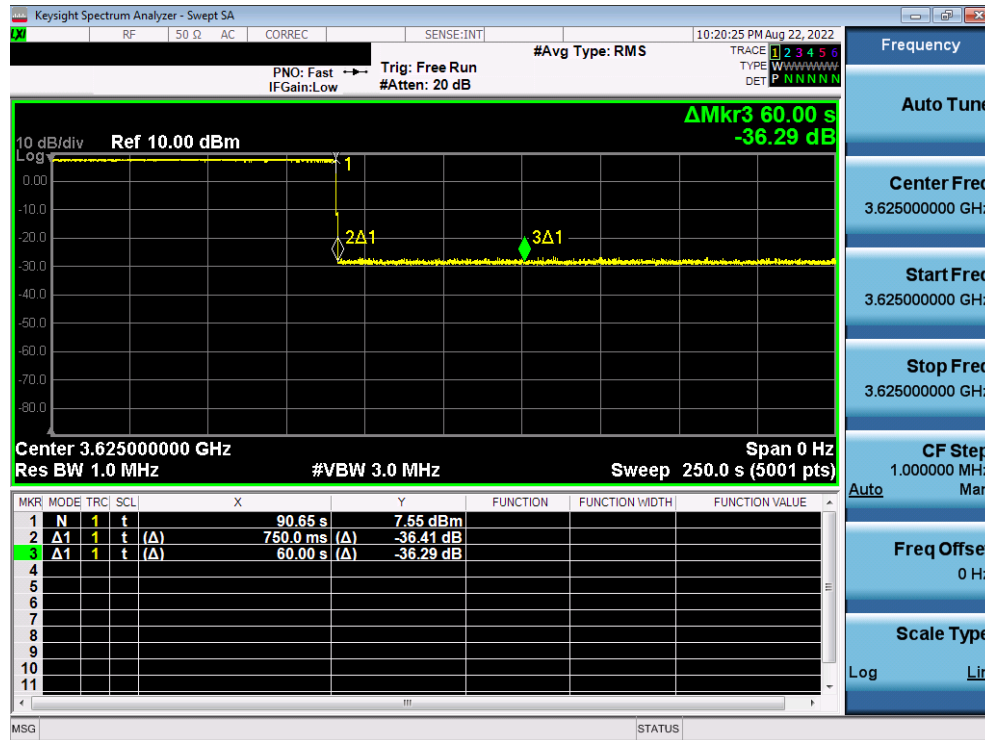 Keysight Spectrum Analyzer - Swept SA
LXI RF 50 Ω AC CORREC SENSE:INT 10:20:25 PM Aug 22, 2022
#Avg Type: RMS TRACE 1 2 3 4 5 6
PNO: Fast Trig: Free Run TYPE WWWWWW
IFGain:Low #Atten: 20 dB DET P N N N N N
ΔMkr3 60.00 s
-36.29 dB
10 dB/div Ref 10.00 dBm
Log
1
0.00
-10.0
-20.0
2Δ1 3Δ1
-30.0
-40.0
-50.0
-60.0
-70.0
-80.0
Center 3.625000000 GHz Span 0 Hz
Res BW 1.0 MHz #VBW 3.0 MHz Sweep 250.0 s (5001 pts)
MKR MODE TRC SCL X Y FUNCTION FUNCTION WIDTH FUNCTION VALUE
1 N 1 t 90.65 s 7.55 dBm
2 Δ1 1 t (Δ) 750.0 ms (Δ) -36.41 dB
3 Δ1 1 t (Δ) 60.00 s (Δ) -36.29 dB
4
5
6
7
8
9
10
11
MSG STATUS
Frequency
Auto Tune
Center Freq
3.625000000 GHz
Start Freq
3.625000000 GHz
Stop Freq
3.625000000 GHz
CF Step
1.000000 MHz
Auto Man
Freq Offset
0 Hz
Scale Type
Log Lin